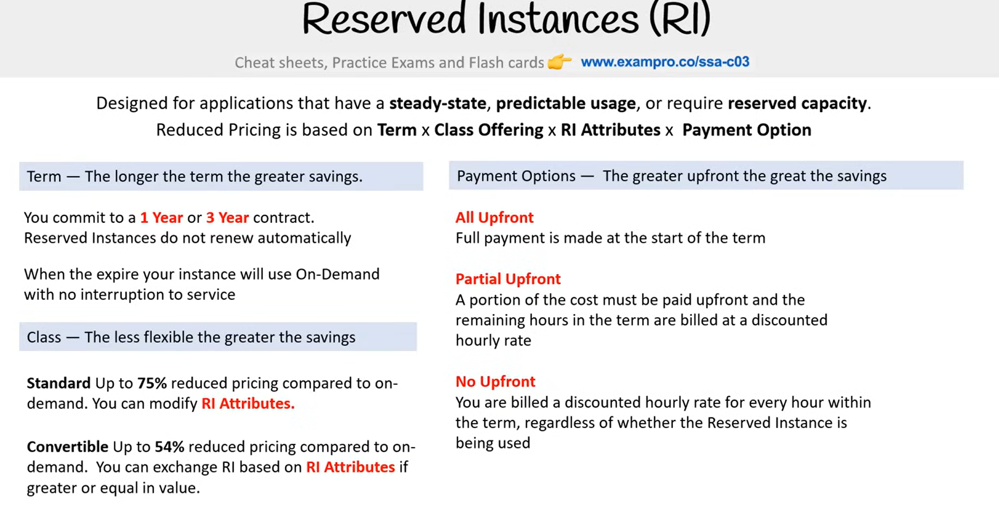 Reserved Instances (RI)
Cheat sheets, Practice Exams and Flash cards 👉 www.exampro.co/ssa-c03
Designed for applications that have a steady-state, predictable usage, or require reserved capacity.
Reduced Pricing is based on Term x Class Offering x RI Attributes x Payment Option
Term — The longer the term the greater savings.
You commit to a 1 Year or 3 Year contract.
Reserved Instances do not renew automatically
When the expire your instance will use On-Demand
with no interruption to service
Class — The less flexible the greater the savings
Standard Up to 75% reduced pricing compared to on-
demand. You can modify RI Attributes.
Convertible Up to 54% reduced pricing compared to on-
demand. You can exchange RI based on RI Attributes if
greater or equal in value.
Payment Options — The greater upfront the great the savings
All Upfront
Full payment is made at the start of the term
Partial Upfront
A portion of the cost must be paid upfront and the
remaining hours in the term are billed at a discounted
hourly rate
No Upfront
You are billed a discounted hourly rate for every hour within
the term, regardless of whether the Reserved Instance is
being used